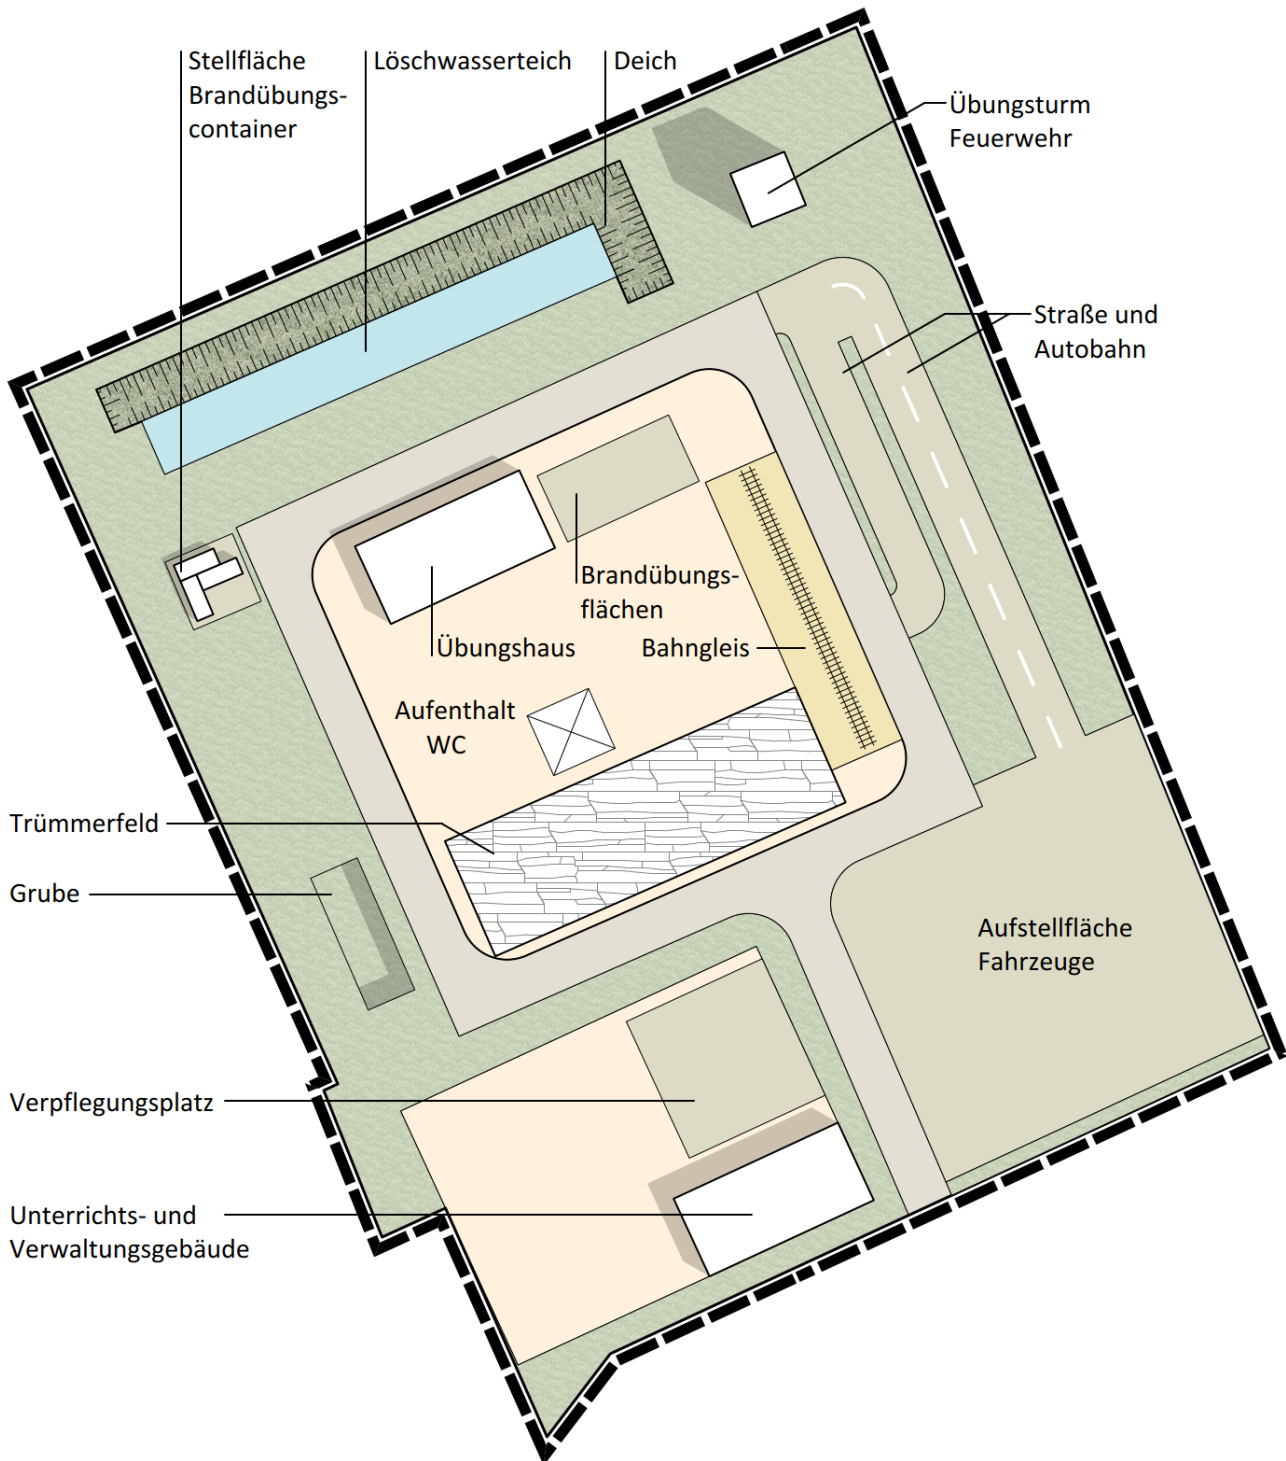 Stellfläche
Brandübungs-
container
Löschwasserteich
Deich
Übungsturm
Feuerwehr
Straße und
Autobahn
Brandübungs-
flächen
Übungshaus
Bahngleis
Aufenthalt
WC
Trümmerfeld
Grube
Aufstellfläche
Fahrzeuge
Verpflegungsplatz
Unterrichts- und
Verwaltungsgebäude